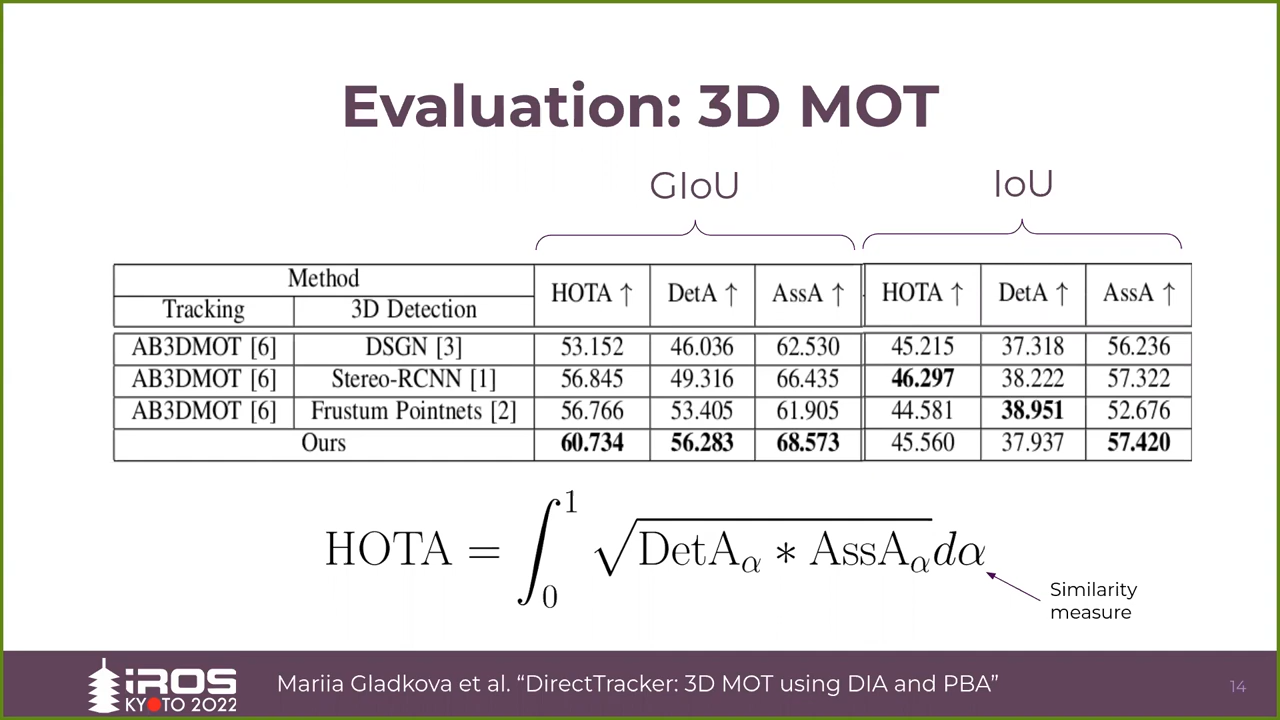 Evaluation: 3D MOT
GIoU IoU
Method HOTA ↑ DetA ↑ AssA ↑ HOTA ↑ DetA ↑ AssA ↑
Tracking 3D Detection
AB3DMOT [6] DSGN [3] 53.152 46.036 62.530 45.215 37.318 56.236
AB3DMOT [6] Stereo-RCNN [1] 56.845 49.316 66.435 46.297 38.222 57.322
AB3DMOT [6] Frustum Pointnets [2] 56.766 53.405 61.905 44.581 38.951 52.676
Ours 60.734 56.283 68.573 45.560 37.937 57.420
HOTA = ∫₀¹ √(DetA_α * AssA_α) dα
Similarity
measure
iROS
KYOTO 2022
Mariia Gladkova et al. “DirectTracker: 3D MOT using DIA and PBA”
14